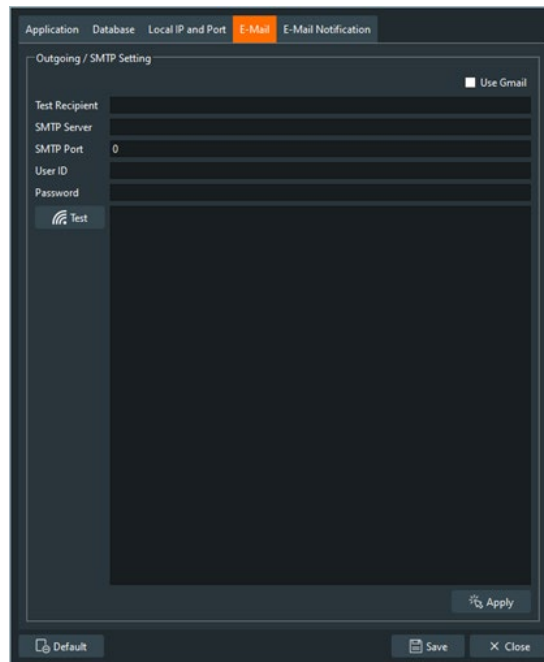 Application Database Local IP and Port E-Mail E-Mail Notification
Outgoing / SMTP Setting
Use Gmail
Test Recipient
SMTP Server
SMTP Port 0
User ID
Password
Test
Apply
Default Save Close